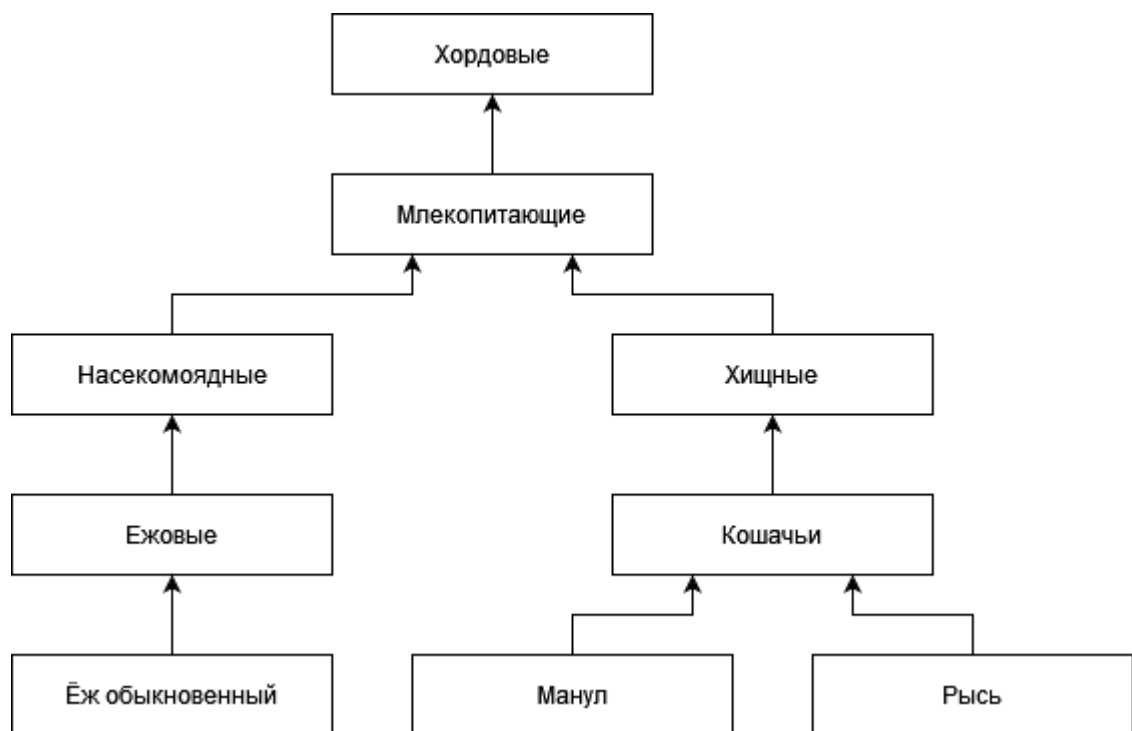 Хордовые
Млекопитающие
Насекомоядные
Хищные
Ежовые
Кошачьи
Ёж обыкновенный
Манул
Рысь